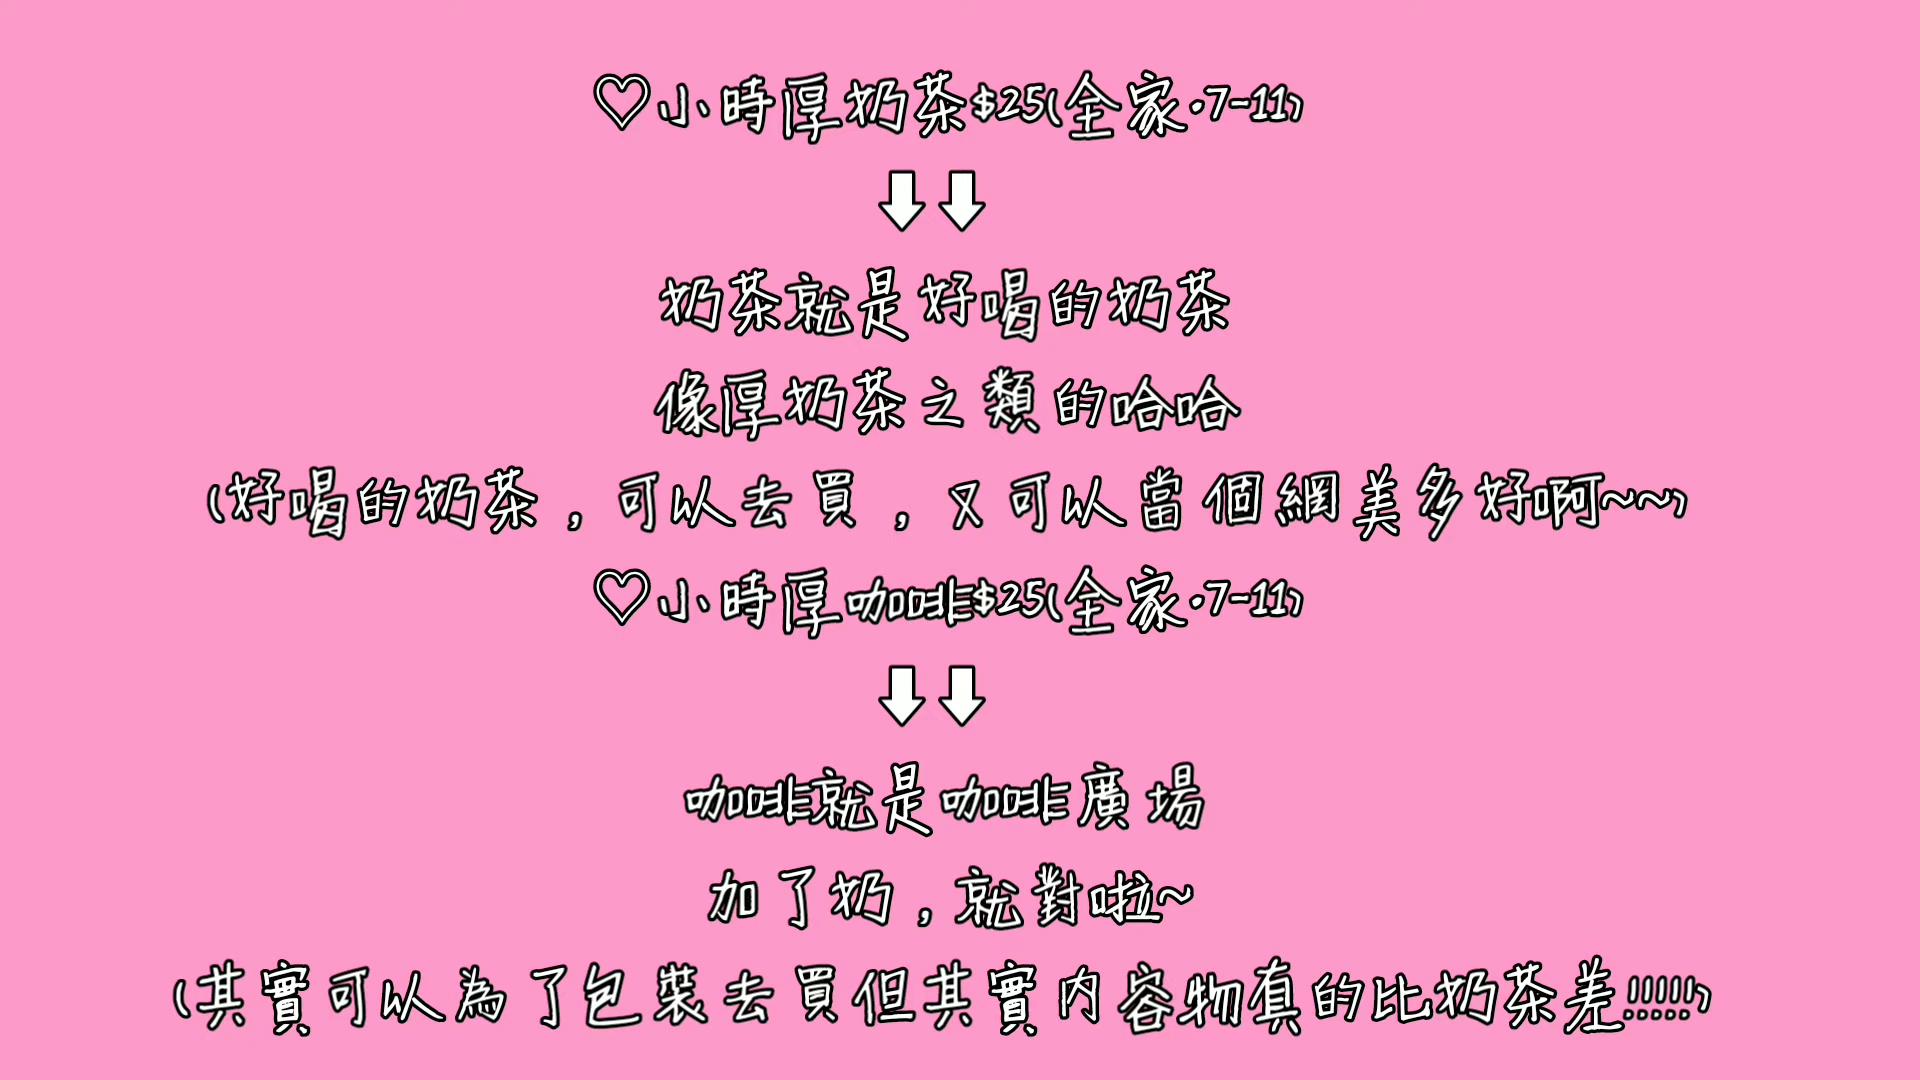 ♡小時厚奶茶$25(全家·7-11)
⬇⬇
奶茶就是好喝的奶茶
像厚奶茶之類的哈哈
(好喝的奶茶，可以去買，又可以當個網美多好啊~~)
♡小時厚咖啡$25(全家·7-11)
⬇⬇
咖啡就是咖啡廣場
加了奶，就對啦~
(其實可以為了包裝去買但其實內容物真的比奶茶差!!!!!)